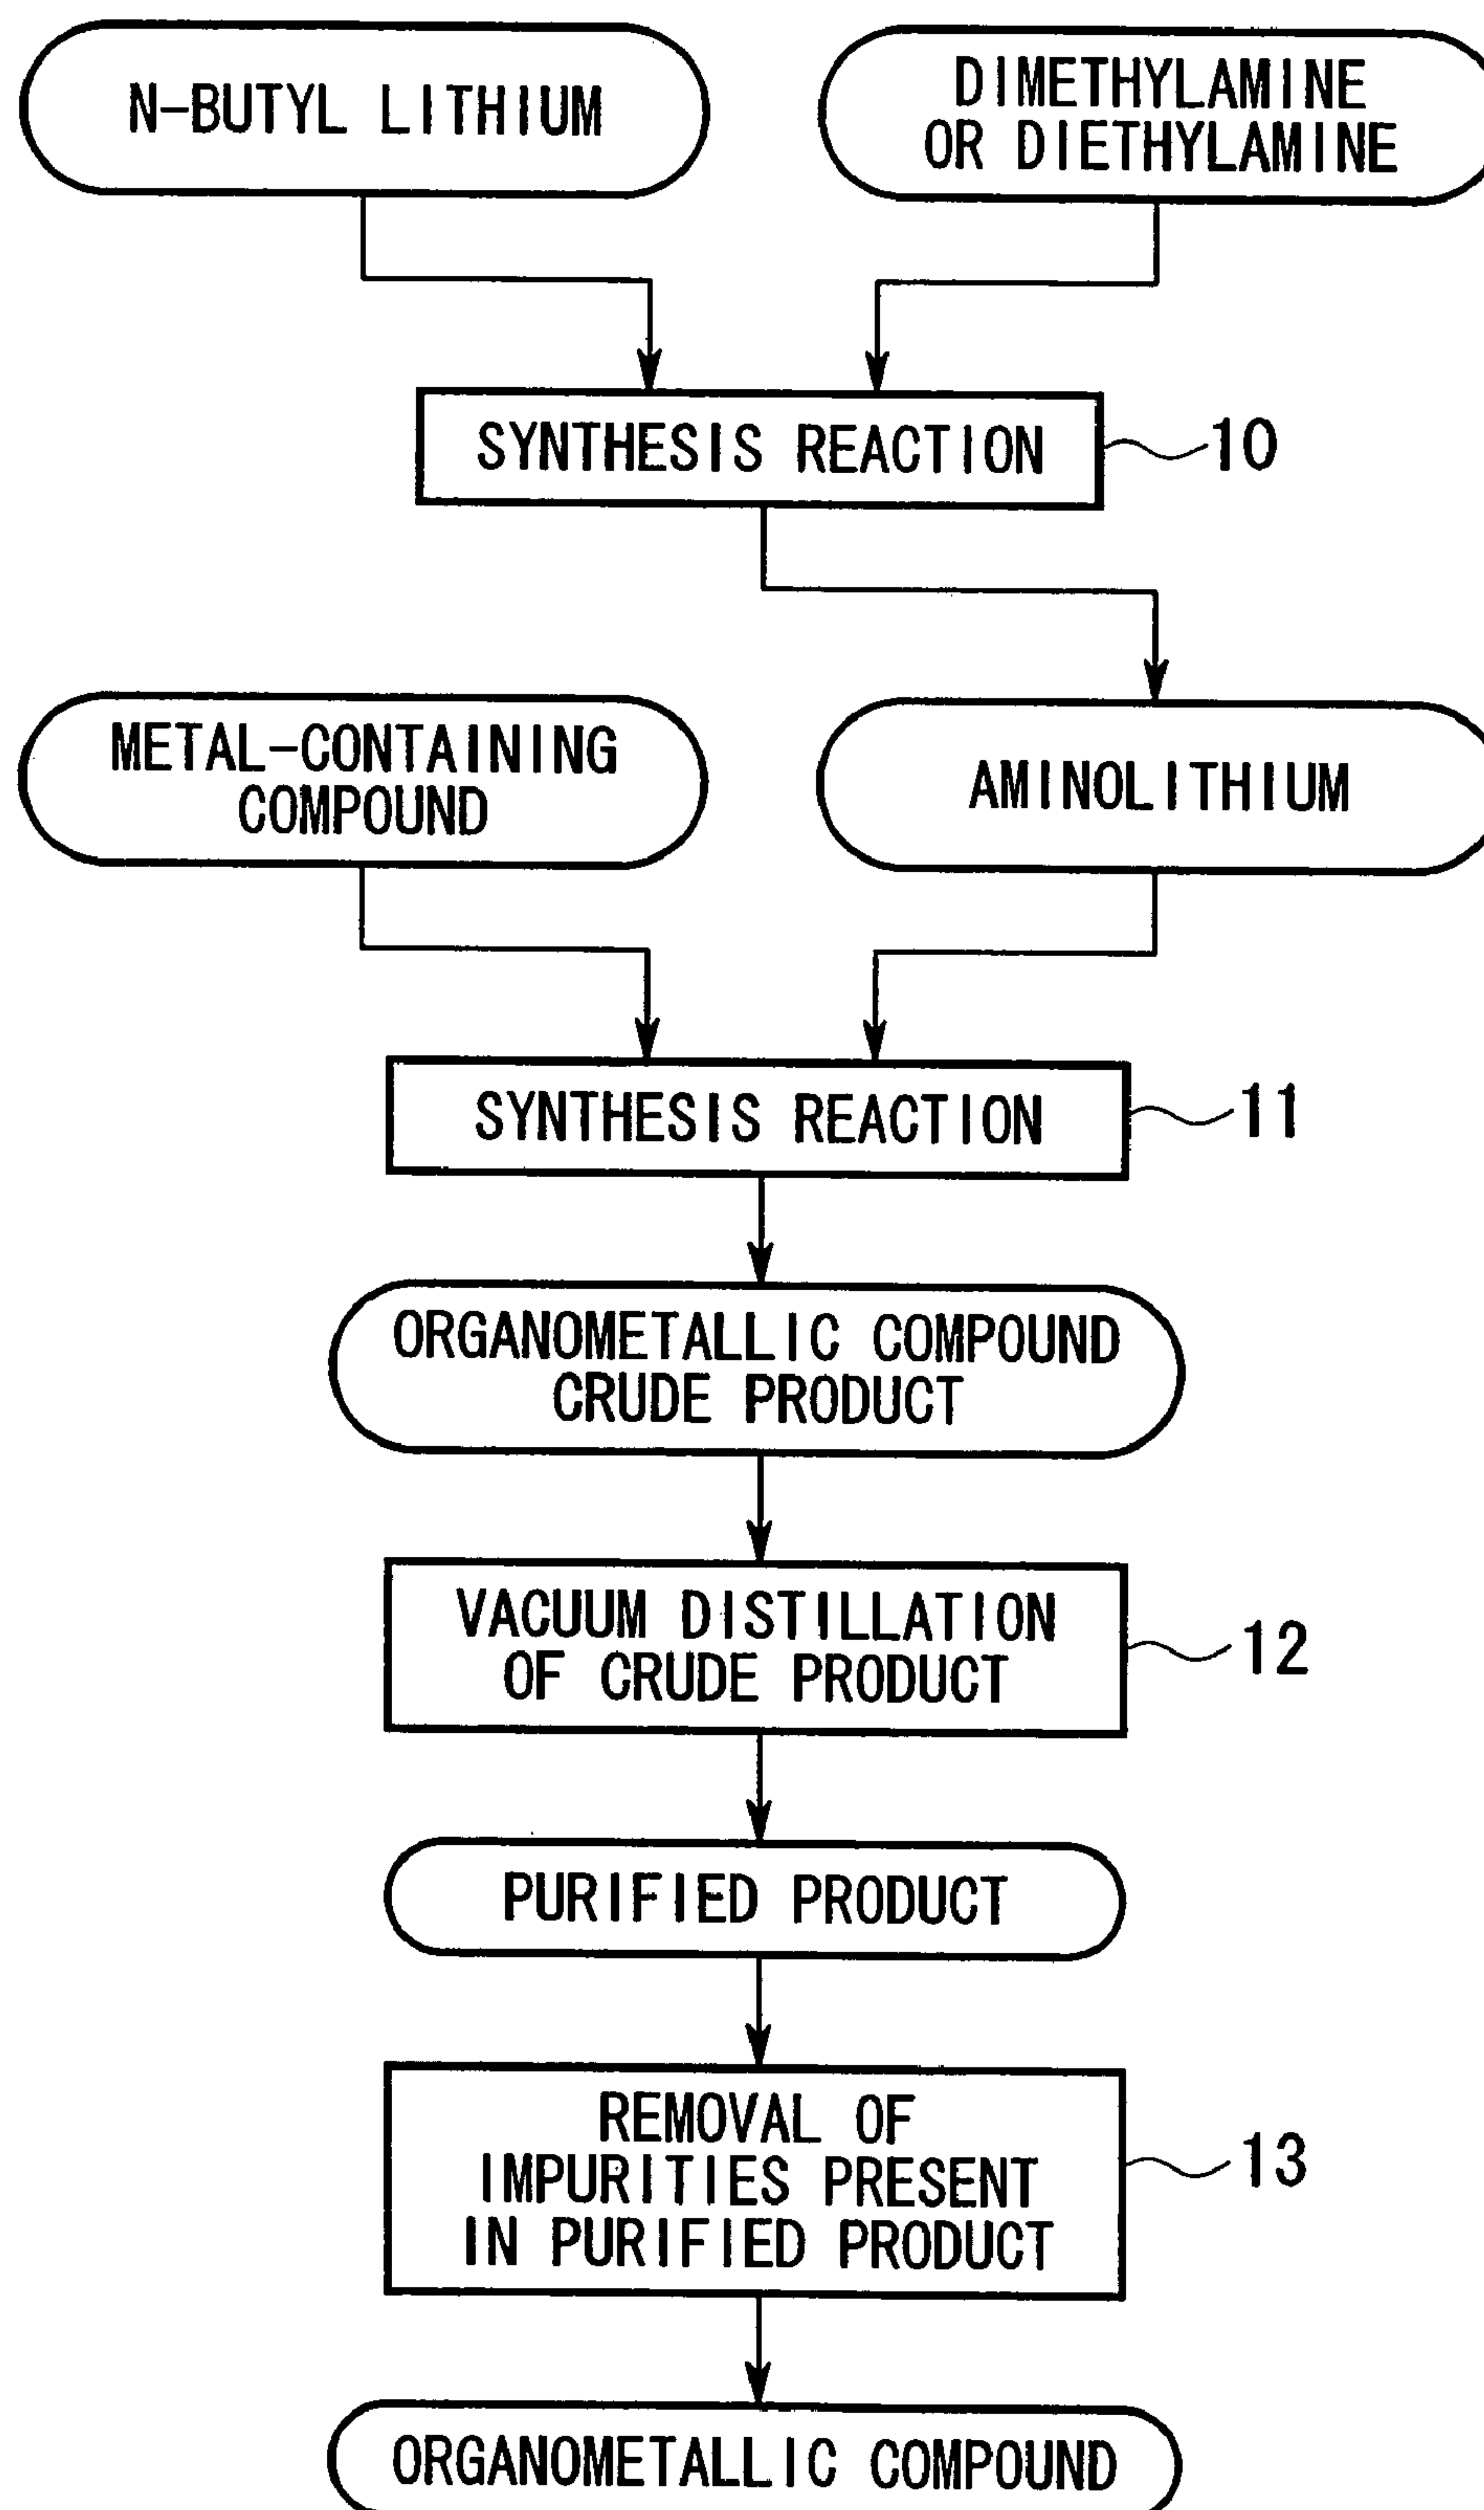 N-BUTYL LITHIUM
DIMETHYLAMINE
OR DIETHYLAMINE
SYNTHESIS REACTION
10
METAL-CONTAINING
COMPOUND
AMINOLITHIUM
SYNTHESIS REACTION
11
ORGANOMETALLIC COMPOUND
CRUDE PRODUCT
VACUUM DISTILLATION
OF CRUDE PRODUCT
12
PURIFIED PRODUCT
REMOVAL OF
IMPURITIES PRESENT
IN PURIFIED PRODUCT
13
ORGANOMETALLIC COMPOUND